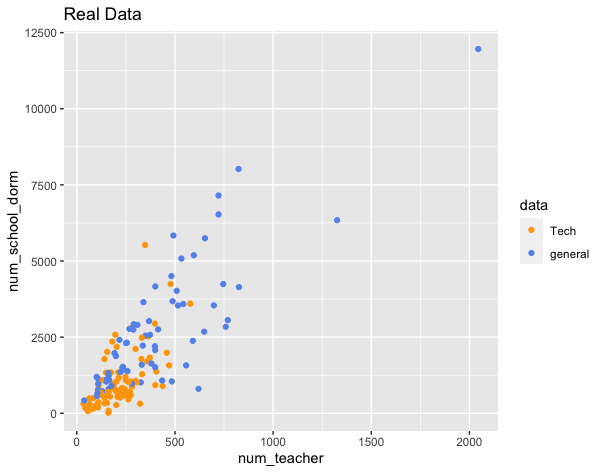 Real Data
12500
10000
7500
5000
2500
0
num_school_dorm
0 500 1000 1500 2000
num_teacher
data
Tech
general